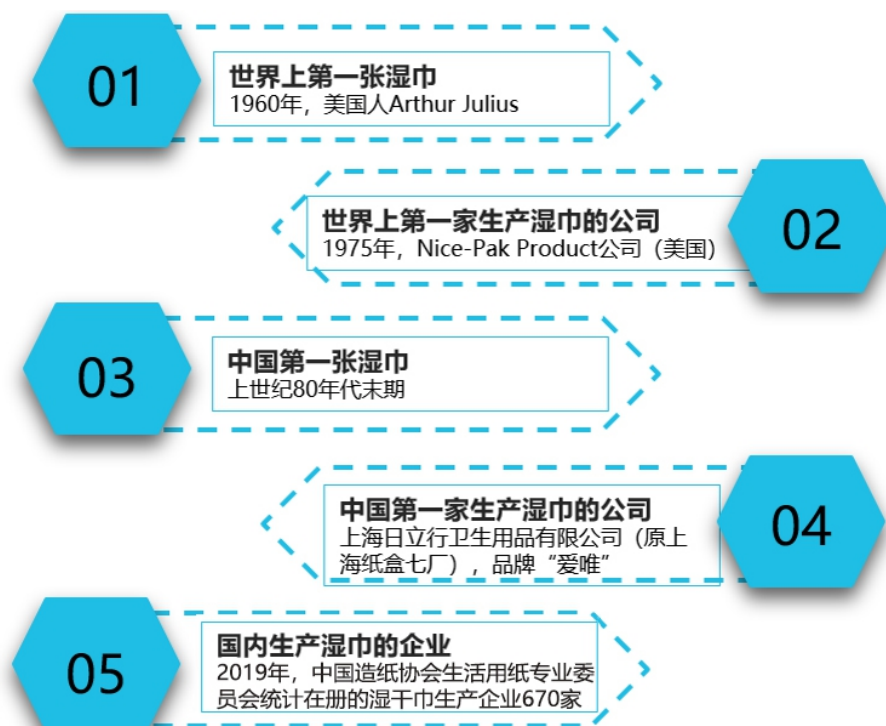 01
世界上第一张湿巾
1960年，美国人Arthur Julius
世界上第一家生产湿巾的公司
1975年，Nice-Pak Product公司（美国）
02
03
中国第一张湿巾
上世纪80年代末期
中国第一家生产湿巾的公司
上海日立行卫生用品有限公司（原上
海纸盒七厂），品牌“爱唯”
04
05
国内生产湿巾的企业
2019年，中国造纸协会生活用纸专业委
员会统计在册的湿干巾生产企业670家